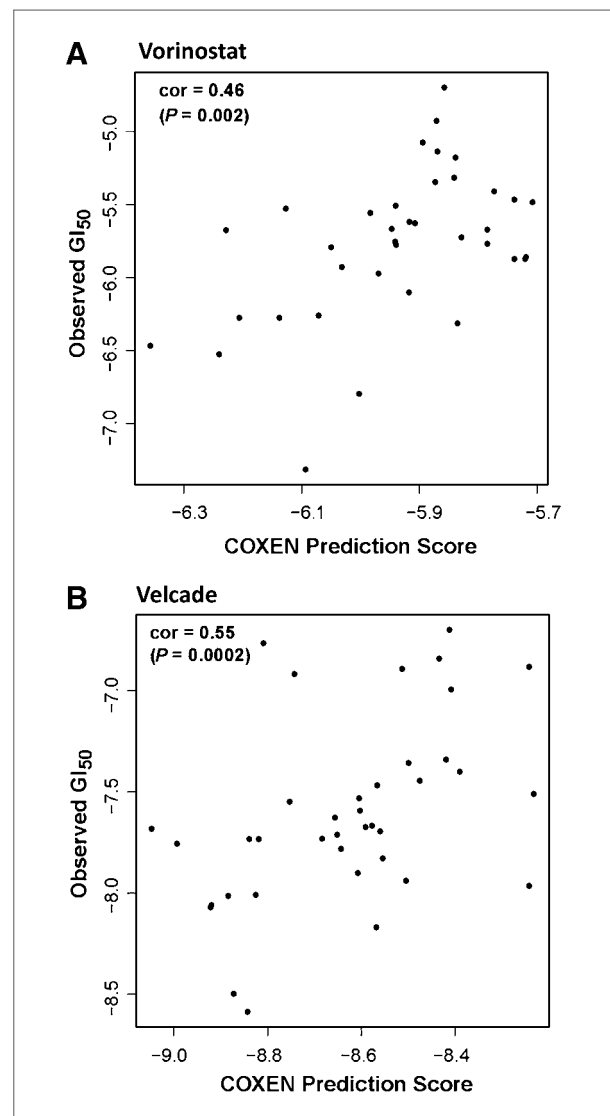 A Vorinostat
cor = 0.46
(P = 0.002)
Observed GI50
−5.0
−5.5
−6.0
−6.5
−7.0
−6.3 −6.1 −5.9 −5.7
COXEN Prediction Score
B Velcade
cor = 0.55
(P = 0.0002)
Observed GI50
−7.0
−7.5
−8.0
−8.5
−9.0 −8.8 −8.6 −8.4
COXEN Prediction Score